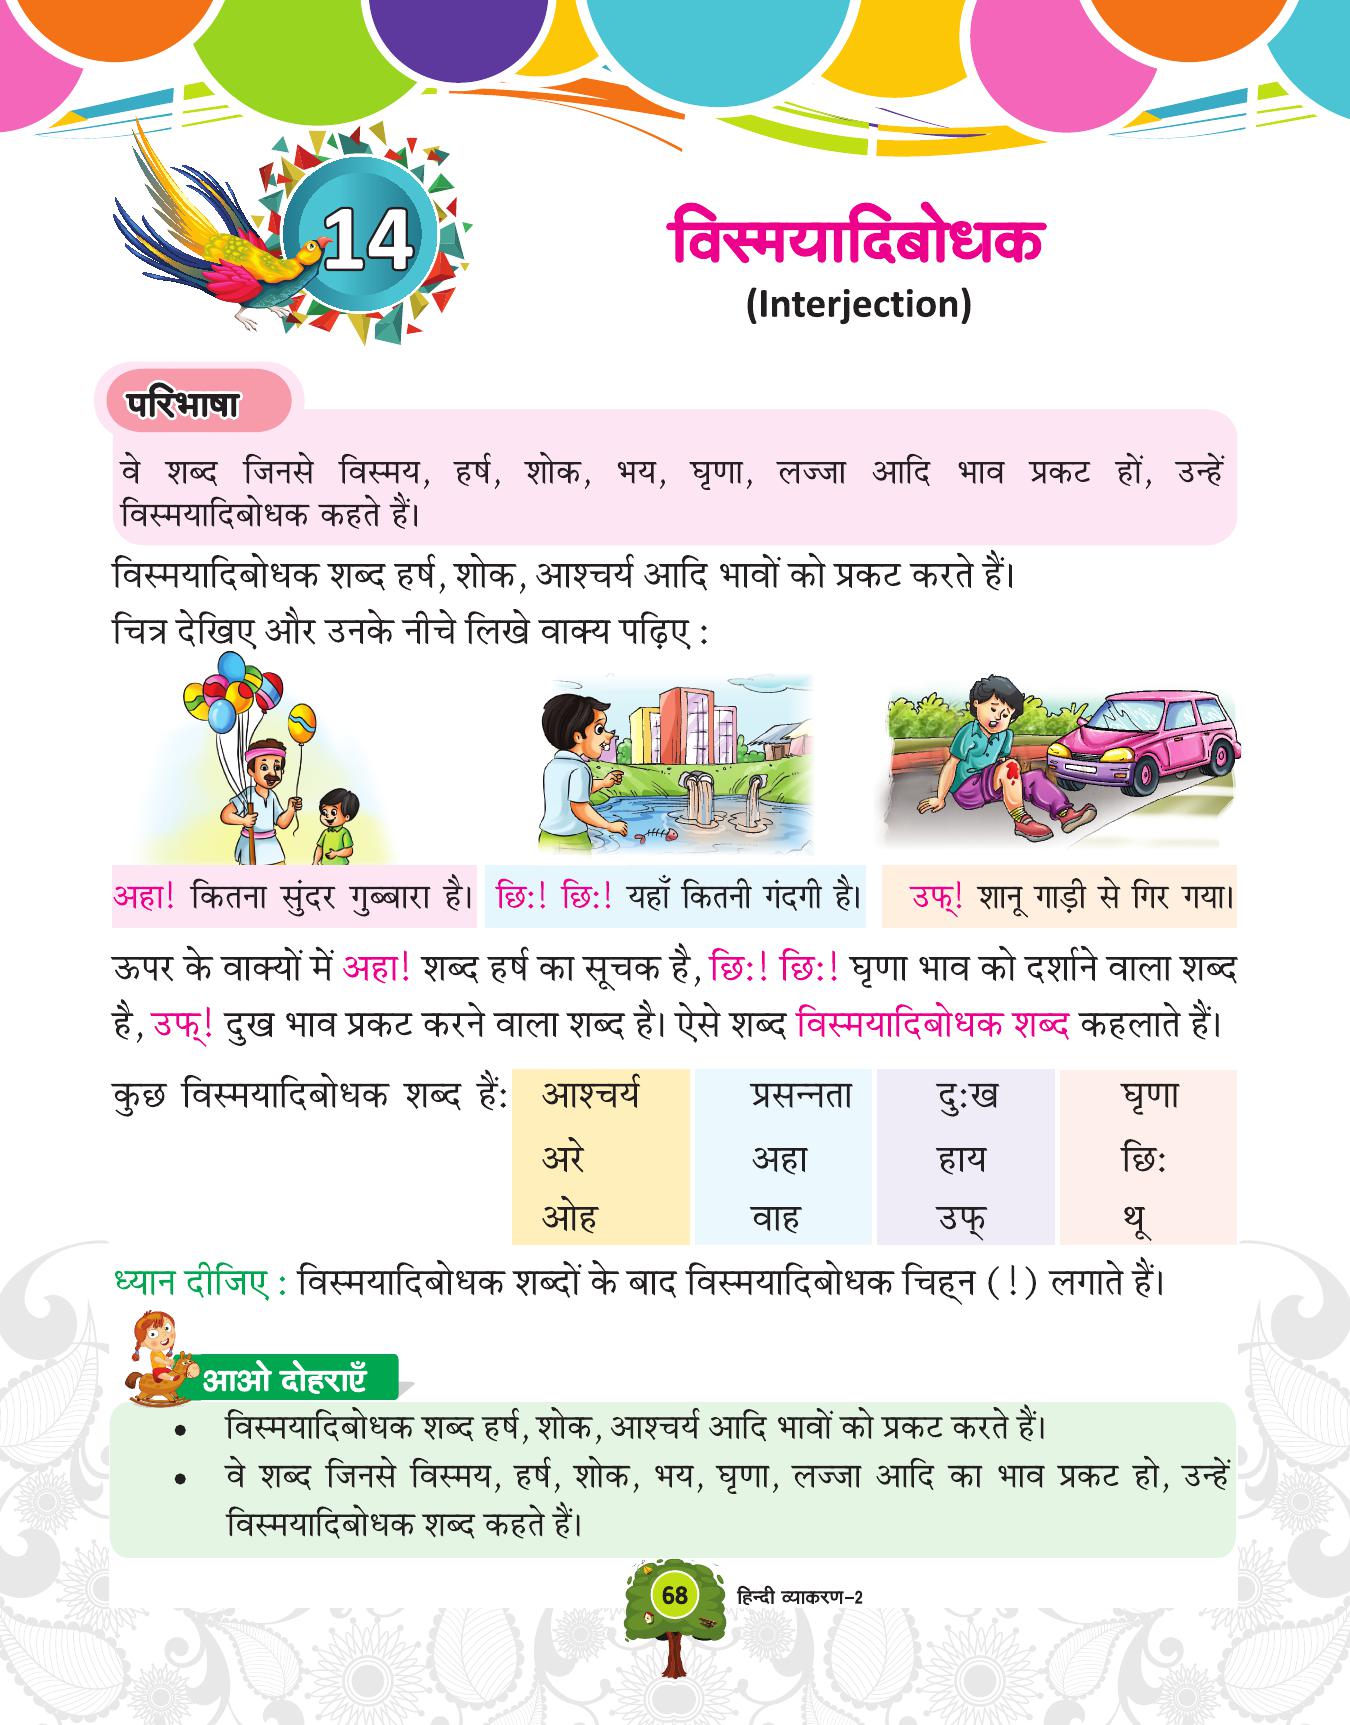 14
विस्मयादिबोधक
(Interjection)
परिभाषा
वे शब्द जिनसे विस्मय, हर्ष, शोक, भय, घृणा, लज्जा आदि भाव प्रकट हों, उन्हें
विस्मयादिबोधक कहते हैं।
विस्मयादिबोधक शब्द हर्ष, शोक, आश्चर्य आदि भावों को प्रकट करते हैं।
चित्र देखिए और उनके नीचे लिखे वाक्य पढ़िए :
अहा! कितना सुंदर गुब्बारा है। छिः! छिः! यहाँ कितनी गंदगी है। उफ्! शानू गाड़ी से गिर गया।
ऊपर के वाक्यों में अहा! शब्द हर्ष का सूचक है, छिः! छिः! घृणा भाव को दर्शाने वाला शब्द
है, उफ्! दुख भाव प्रकट करने वाला शब्द है। ऐसे शब्द विस्मयादिबोधक शब्द कहलाते हैं।
कुछ विस्मयादिबोधक शब्द हैं: आश्चर्य प्रसन्नता दुःख घृणा
अरे अहा हाय छिः
ओह वाह उफ् थू
ध्यान दीजिए : विस्मयादिबोधक शब्दों के बाद विस्मयादिबोधक चिह्न (!) लगाते हैं।
आओ दोहराएँ
• विस्मयादिबोधक शब्द हर्ष, शोक, आश्चर्य आदि भावों को प्रकट करते हैं।
• वे शब्द जिनसे विस्मय, हर्ष, शोक, भय, घृणा, लज्जा आदि का भाव प्रकट हो, उन्हें
विस्मयादिबोधक शब्द कहते हैं।
68 हिन्दी व्याकरण-2